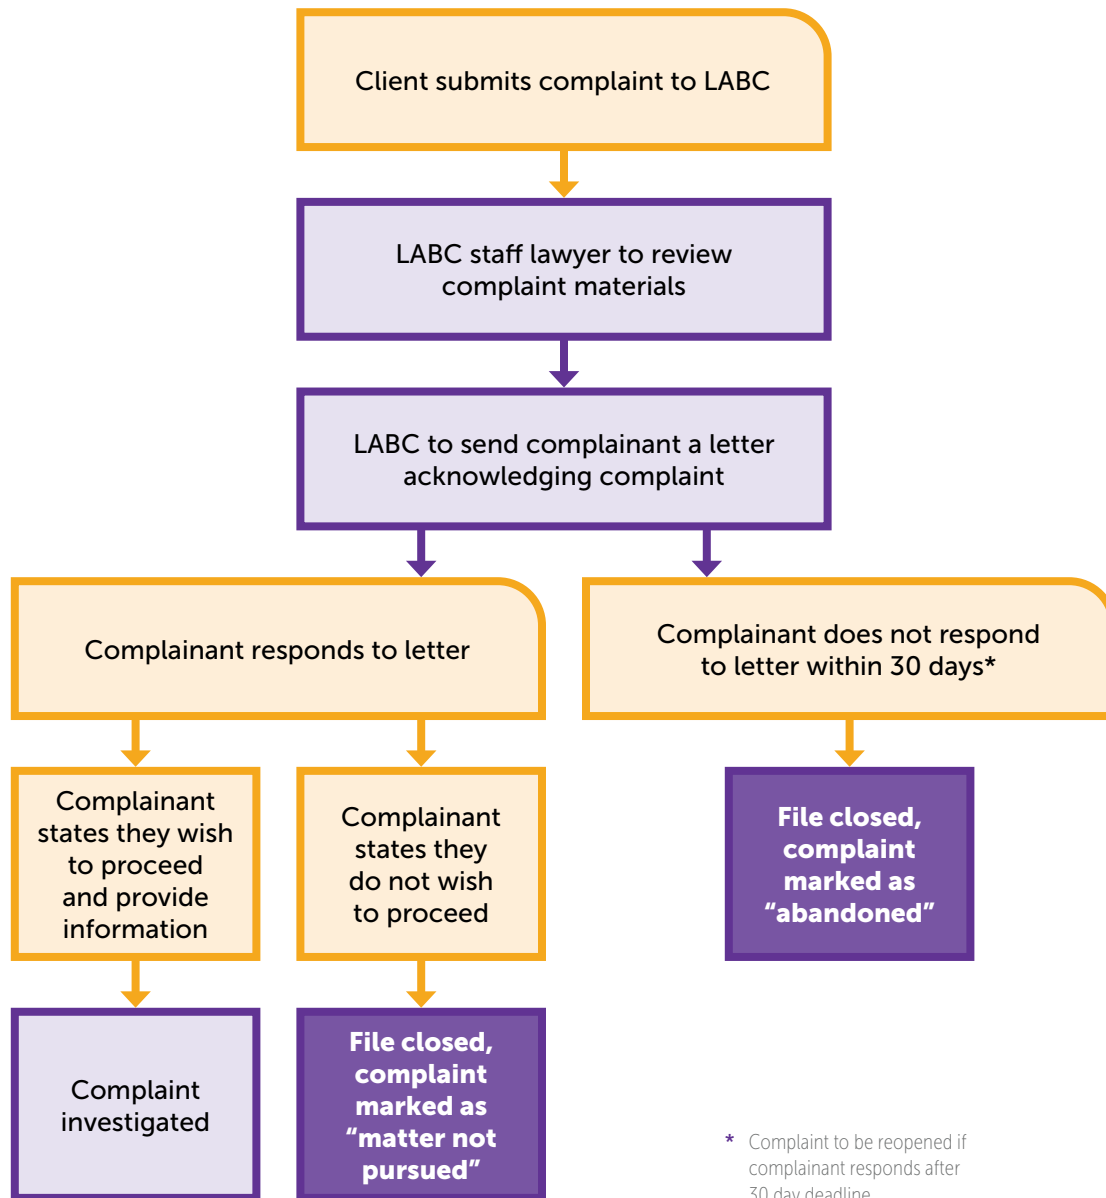 Client submits complaint to LABC
LABC staff lawyer to review
complaint materials
LABC to send complainant a letter
acknowledging complaint
Complainant responds to letter
Complainant does not respond
to letter within 30 days*
Complainant
states they wish
to proceed
and provide
information
Complainant
states they
do not wish
to proceed
File closed,
complaint
marked as
“abandoned”
Complaint
investigated
File closed,
complaint
marked as
“matter not
pursued”
* Complaint to be reopened if
complainant responds after
30 day deadline